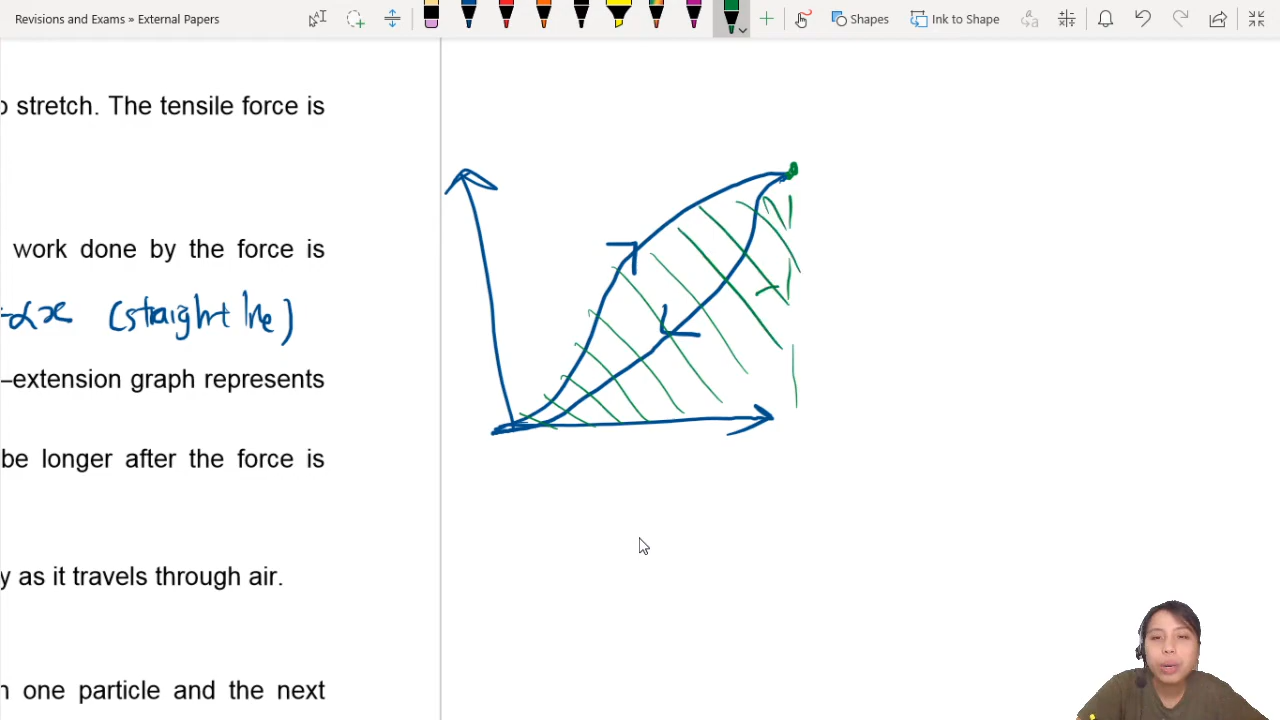 Revisions and Exams » External Papers
Shapes
Ink to Shape
stretch. The tensile force is
work done by the force is
(straight line)
–extension graph represents
be longer after the force is
as it travels through air.
one particle and the next